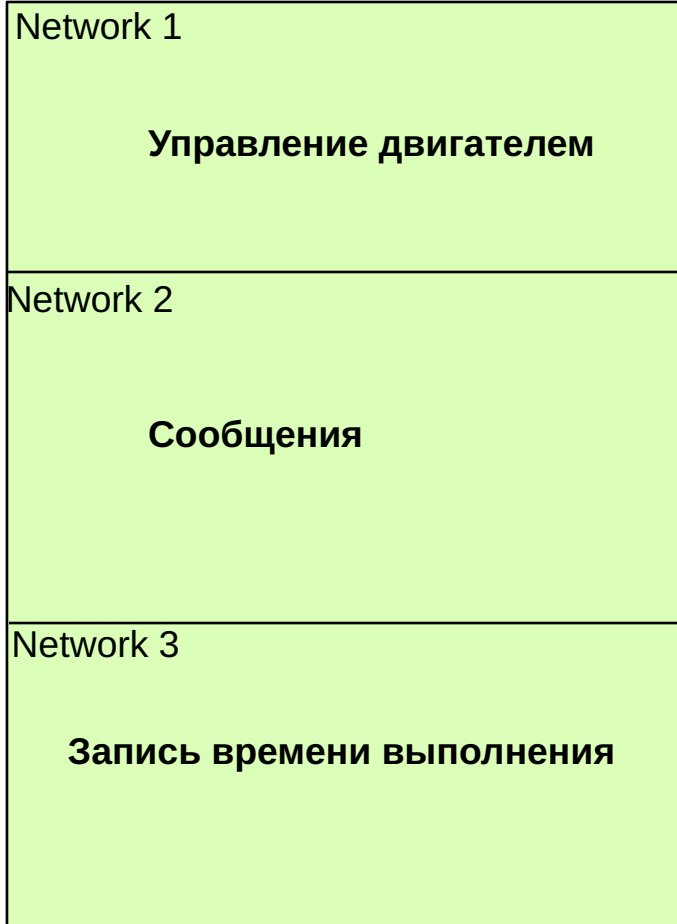 Network 1
Управление двигателем
Network 2
Сообщения
Network 3
Запись времени выполнения